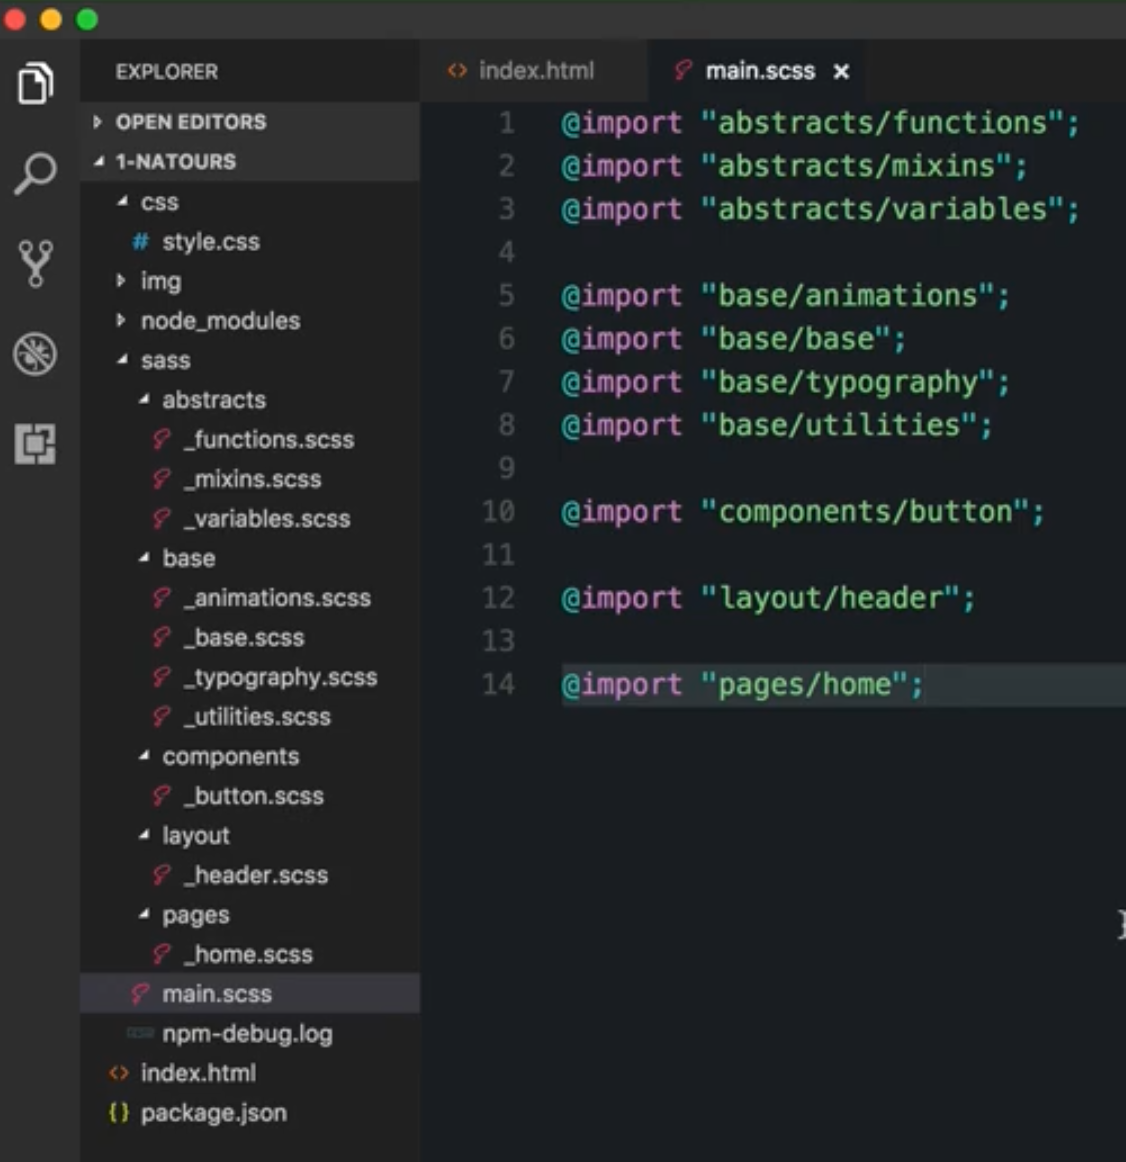 EXPLORER
OPEN EDITORS
1-NATOURS
css
# style.css
img
node_modules
sass
abstracts
_functions.scss
_mixins.scss
_variables.scss
base
_animations.scss
_base.scss
_typography.scss
_utilities.scss
components
_button.scss
layout
_header.scss
pages
_home.scss
main.scss
npm-debug.log
<> index.html
{} package.json
<> index.html
main.scss ×
1 @import "abstracts/functions";
2 @import "abstracts/mixins";
3 @import "abstracts/variables";
4
5 @import "base/animations";
6 @import "base/base";
7 @import "base/typography";
8 @import "base/utilities";
9
10 @import "components/button";
11
12 @import "layout/header";
13
14 @import "pages/home";
}